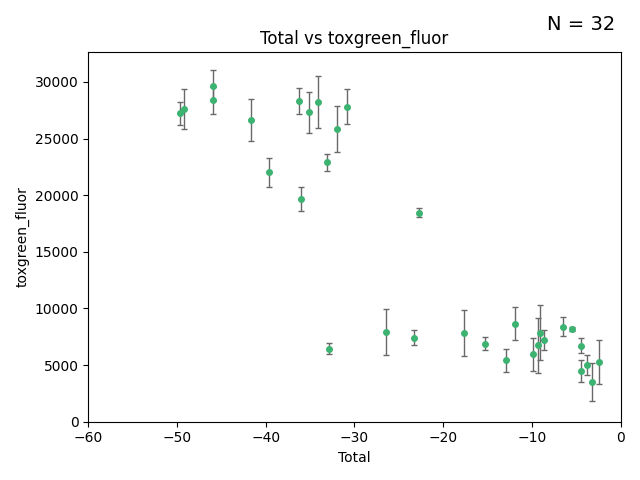 N = 32
Total vs toxgreen_fluor
toxgreen_fluor
30000
25000
20000
15000
10000
5000
0
−60 −50 −40 −30 −20 −10 0
Total